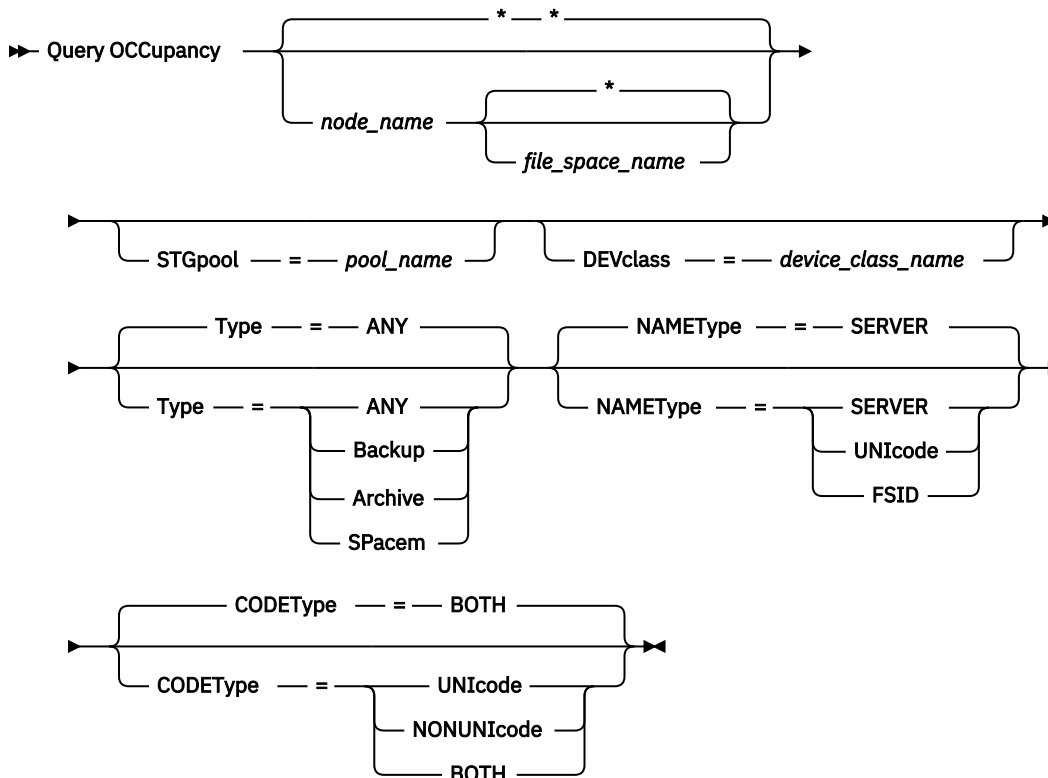 * *
Query OCCupancy
*
node_name
file_space_name
STGpool = pool_name DEVclass = device_class_name
Type = ANY NAMEType = SERVER
Type = ANY NAMEType = SERVER
Backup UNIcode
Archive FSID
SPacem
CODEType = BOTH
CODEType = UNIcode
NONUNIcode
BOTH